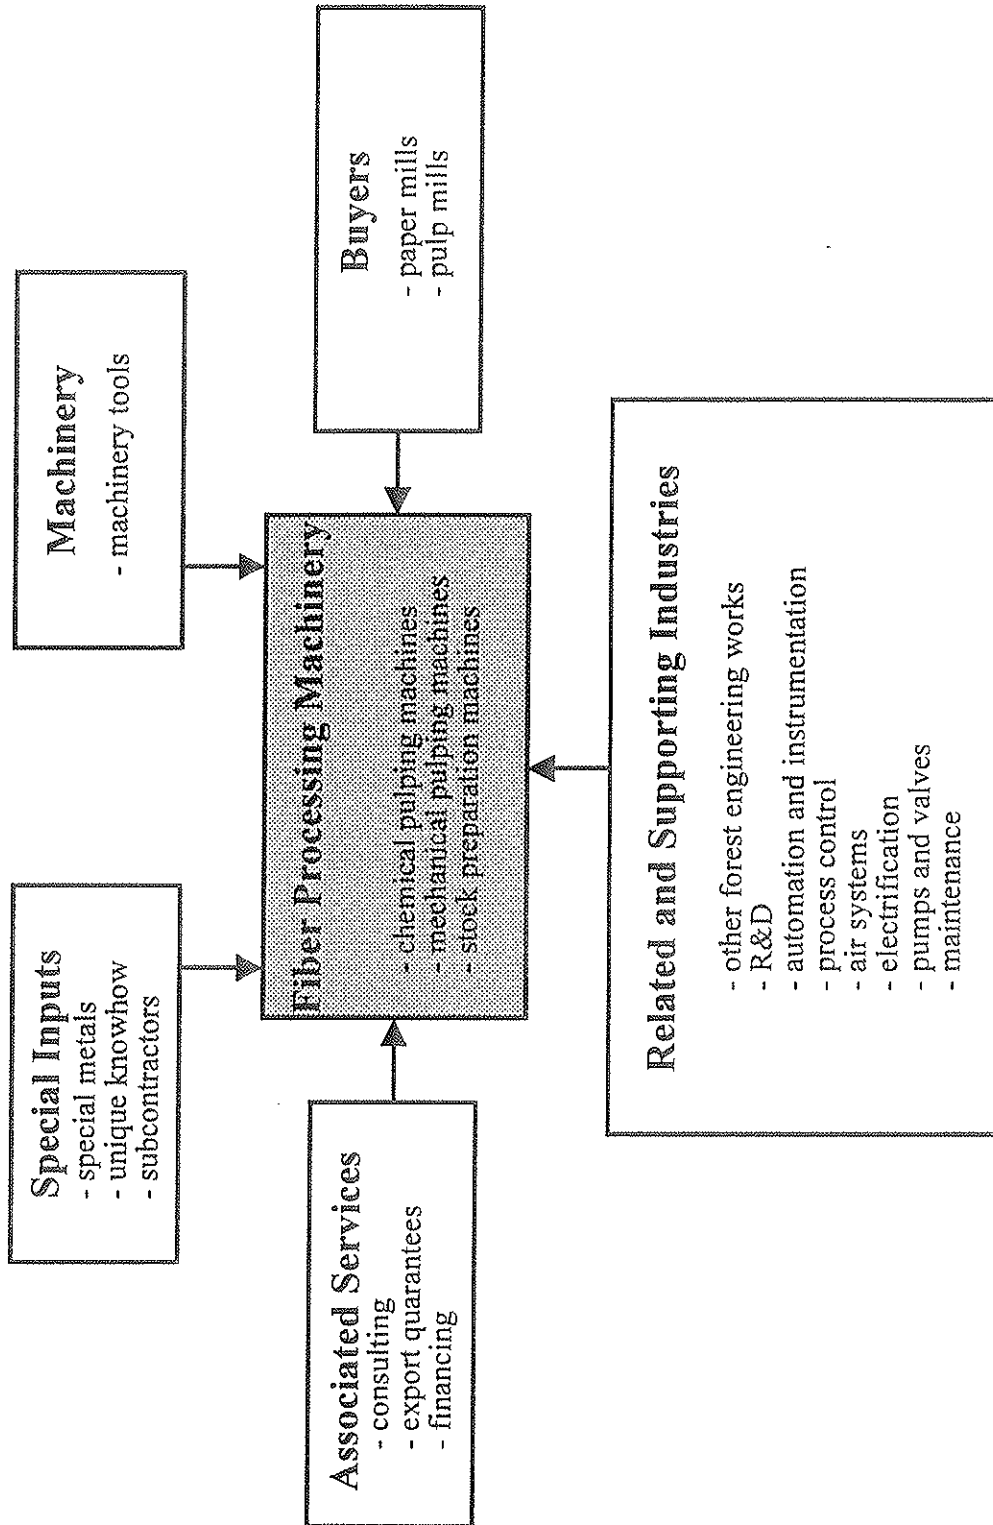 Special Inputs
- special metals
- unique knowhow
- subcontractors
Machinery
- machinery tools
Associated Services
- consulting
- export quarantees
- financing
Fiber Processing Machinery
- chemical pulping machines
- mechanical pulping machines
- stock preparation machines
Buyers
- paper mills
- pulp mills
Related and Supporting Industries
- other forest engineering works
- R&D
- automation and instrumentation
- process control
- air systems
- electrification
- pumps and valves
- maintenance